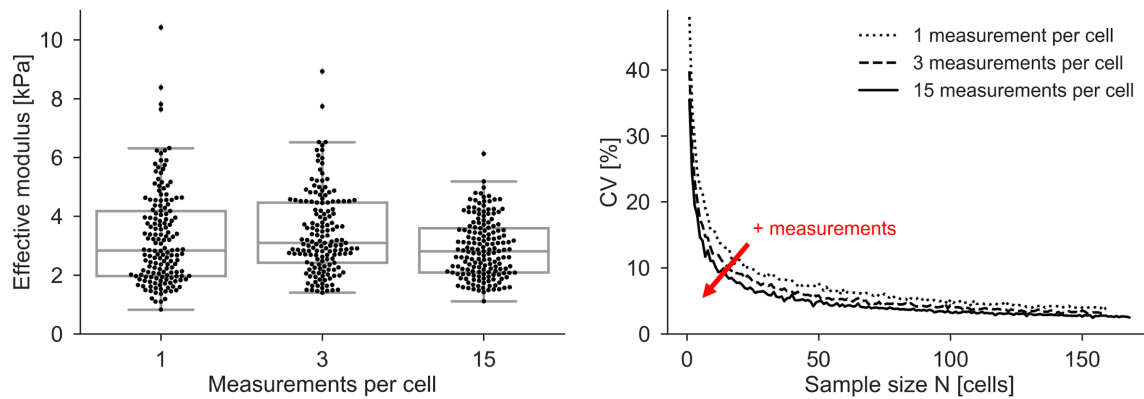 Effective modulus [kPa]
10
8
6
4
2
0
1
3
15
Measurements per cell
CV [%]
40
30
20
10
0
1 measurement per cell
3 measurements per cell
15 measurements per cell
+ measurements
0
50
100
150
Sample size N [cells]